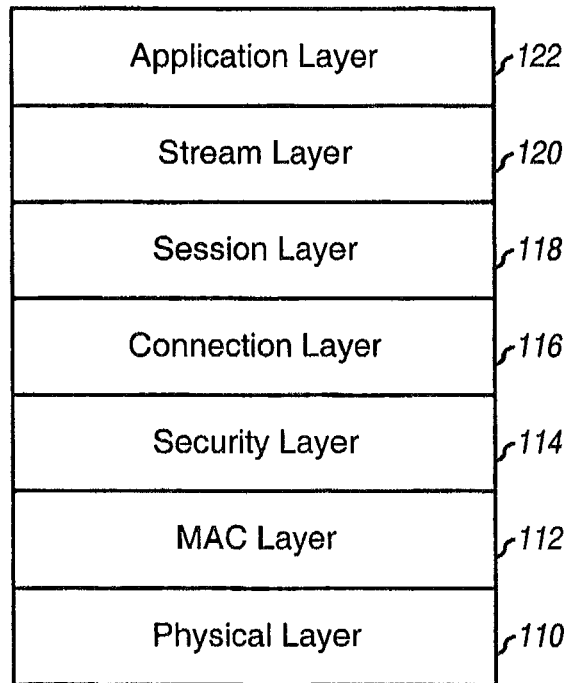 Application Layer 122
Stream Layer 120
Session Layer 118
Connection Layer 116
Security Layer 114
MAC Layer 112
Physical Layer 110